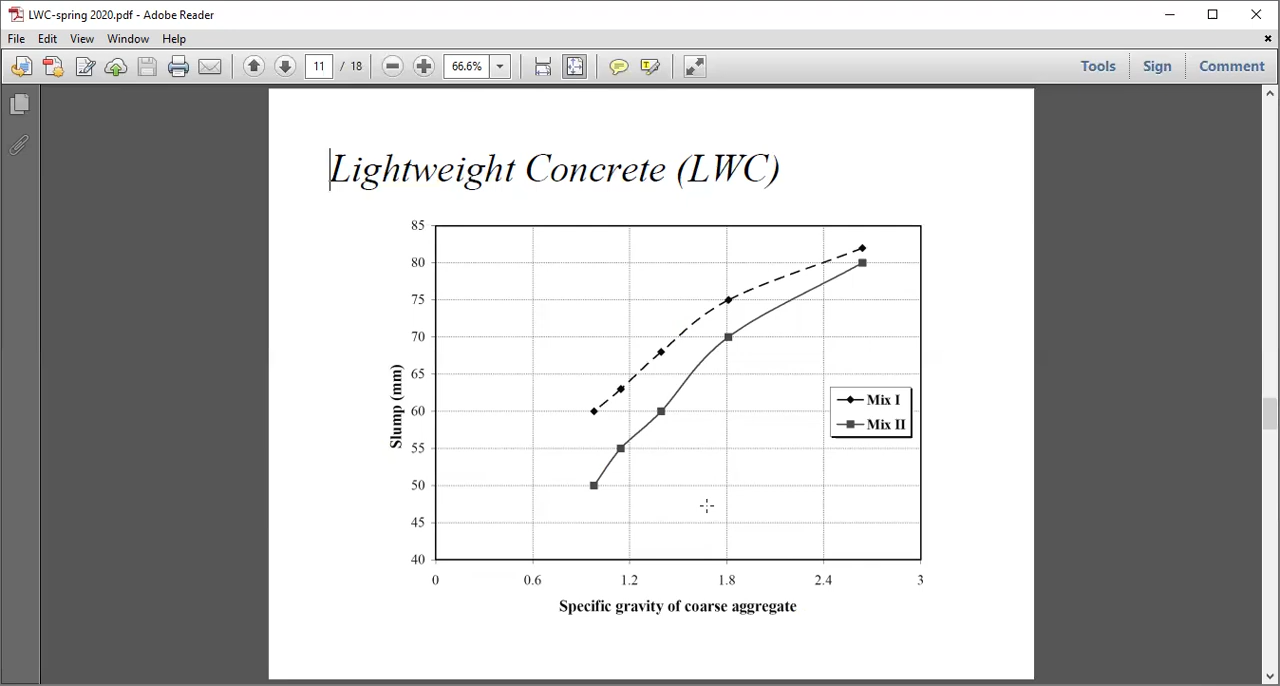 LWC-spring 2020.pdf - Adobe Reader
File Edit View Window Help
11 / 18 66.6% Tools Sign Comment
Lightweight Concrete (LWC)
85
80
75
70
65
60
55
50
45
40
Slump (mm)
Mix I
Mix II
0 0.6 1.2 1.8 2.4 3
Specific gravity of coarse aggregate